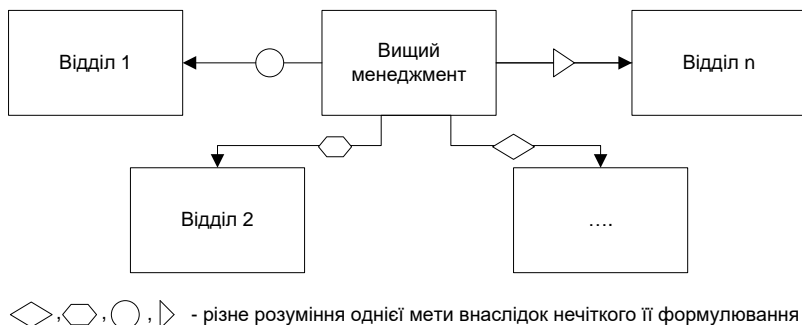 Відділ 1
Вищий
менеджмент
Відділ n
Відділ 2
....
, , , - різне розуміння однієї мети внаслідок нечіткого її формулювання